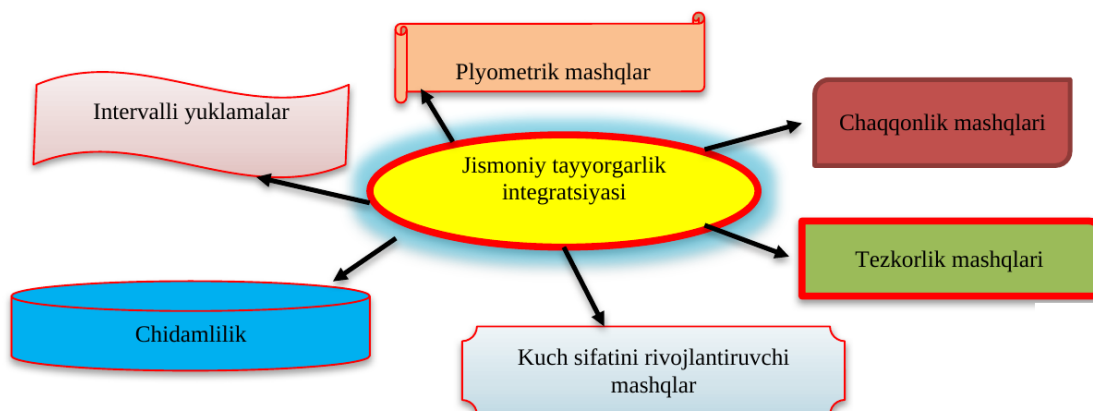 Plyometrik mashqlar
Intervalli yuklamalar
Chaqqonlik mashqlari
Jismoniy tayyorgarlik
integratsiyasi
Tezkorlik mashqlari
Chidamlilik
Kuch sifatini rivojlantiruvchi
mashqlar